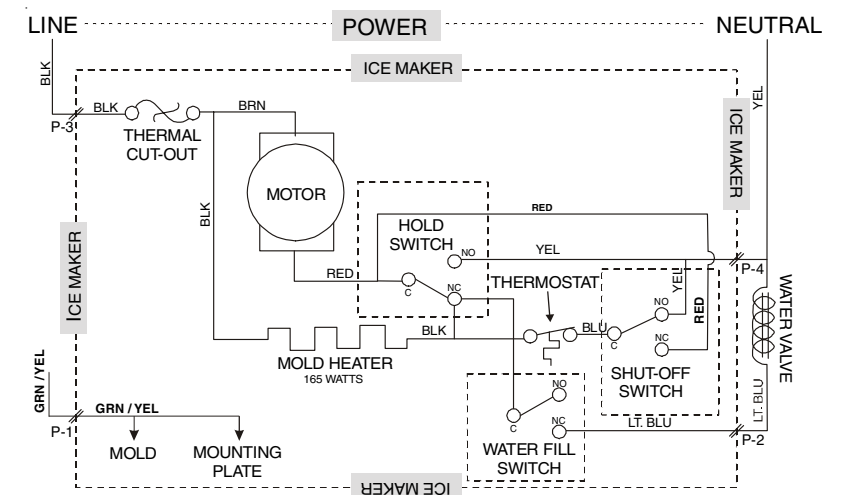 LINE
POWER
NEUTRAL
ICE MAKER
BLK
YEL
BLK
BRN
P-3
THERMAL
CUT-OUT
ICE MAKER
MOTOR
BLK
HOLD
SWITCH
RED
NO
YEL
P-4
ICE MAKER
RED
C
NC
THERMOSTAT
YEL
RED
NO
WATER VALVE
BLK
BLU
C
NC
MOLD HEATER
165 WATTS
SHUT-OFF
SWITCH
GRN/YEL
GRN/YEL
NO
LT. BLU
P-1
C
NC
LT. BLU
P-2
MOLD
MOUNTING
PLATE
WATER FILL
SWITCH
ICE MAKER